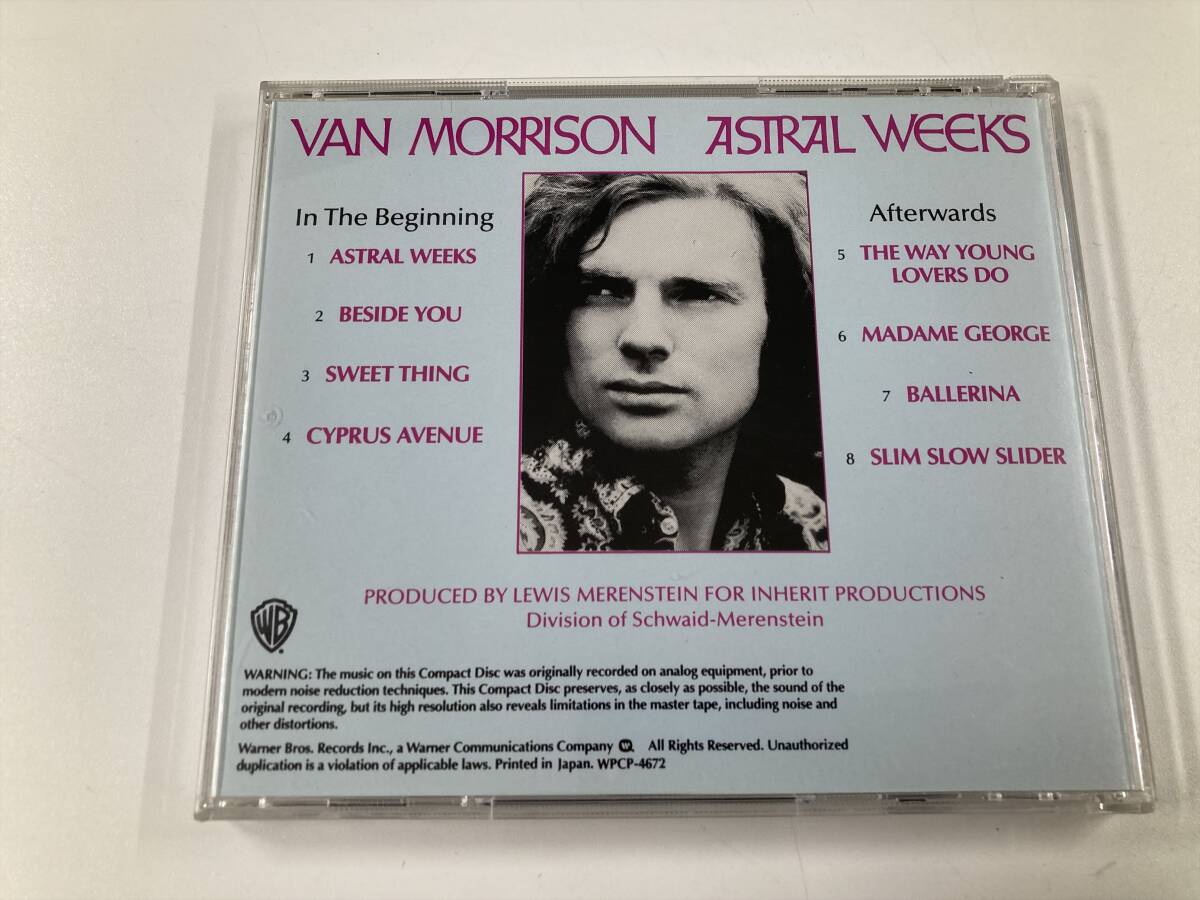 VAN MORRISON ASTRAL WEEKS
In The Beginning
1 ASTRAL WEEKS
2 BESIDE YOU
3 SWEET THING
4 CYPRUS AVENUE
Afterwards
5 THE WAY YOUNG
LOVERS DO
6 MADAME GEORGE
7 BALLERINA
8 SLIM SLOW SLIDER
PRODUCED BY LEWIS MERENSTEIN FOR INHERIT PRODUCTIONS
Division of Schwaid-Merenstein
WB
WARNING: The music on this Compact Disc was originally recorded on analog equipment, prior to
modern noise reduction techniques. This Compact Disc preserves, as closely as possible, the sound of the
original recording, but its high resolution also reveals limitations in the master tape, including noise and
other distortions.
Warner Bros. Records Inc., a Warner Communications Company All Rights Reserved. Unauthorized
duplication is a violation of applicable laws. Printed in Japan. WPCP-4672